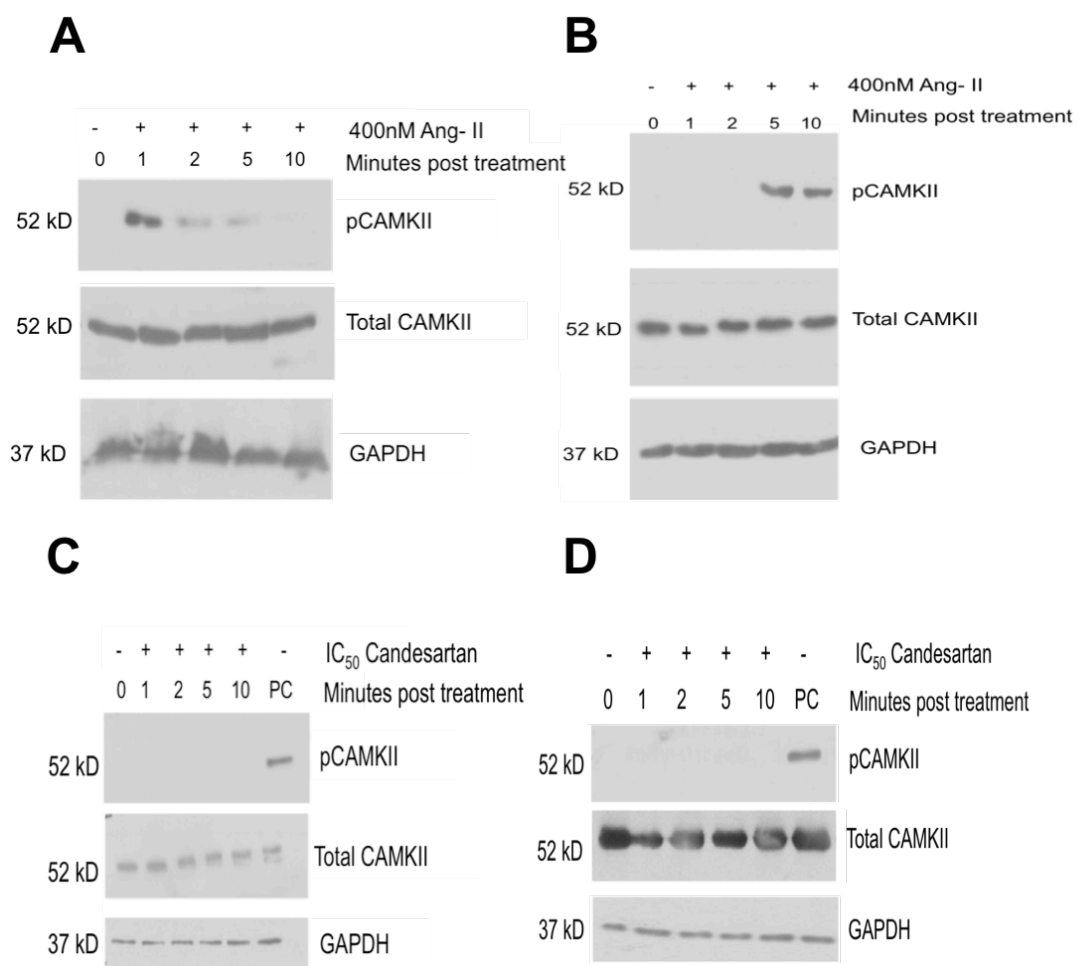 A
- + + + + 400nM Ang- II
0 1 2 5 10 Minutes post treatment
52 kD pCAMKII
52 kD Total CAMKII
37 kD GAPDH
B
- + + + + 400nM Ang- II
0 1 2 5 10 Minutes post treatment
52 kD pCAMKII
52 kD Total CAMKII
37 kD GAPDH
C
- + + + + - IC50 Candesartan
0 1 2 5 10 PC Minutes post treatment
52 kD pCAMKII
52 kD Total CAMKII
37 kD GAPDH
D
- + + + + - IC50 Candesartan
0 1 2 5 10 PC Minutes post treatment
52 kD pCAMKII
52 kD Total CAMKII
37 kD GAPDH